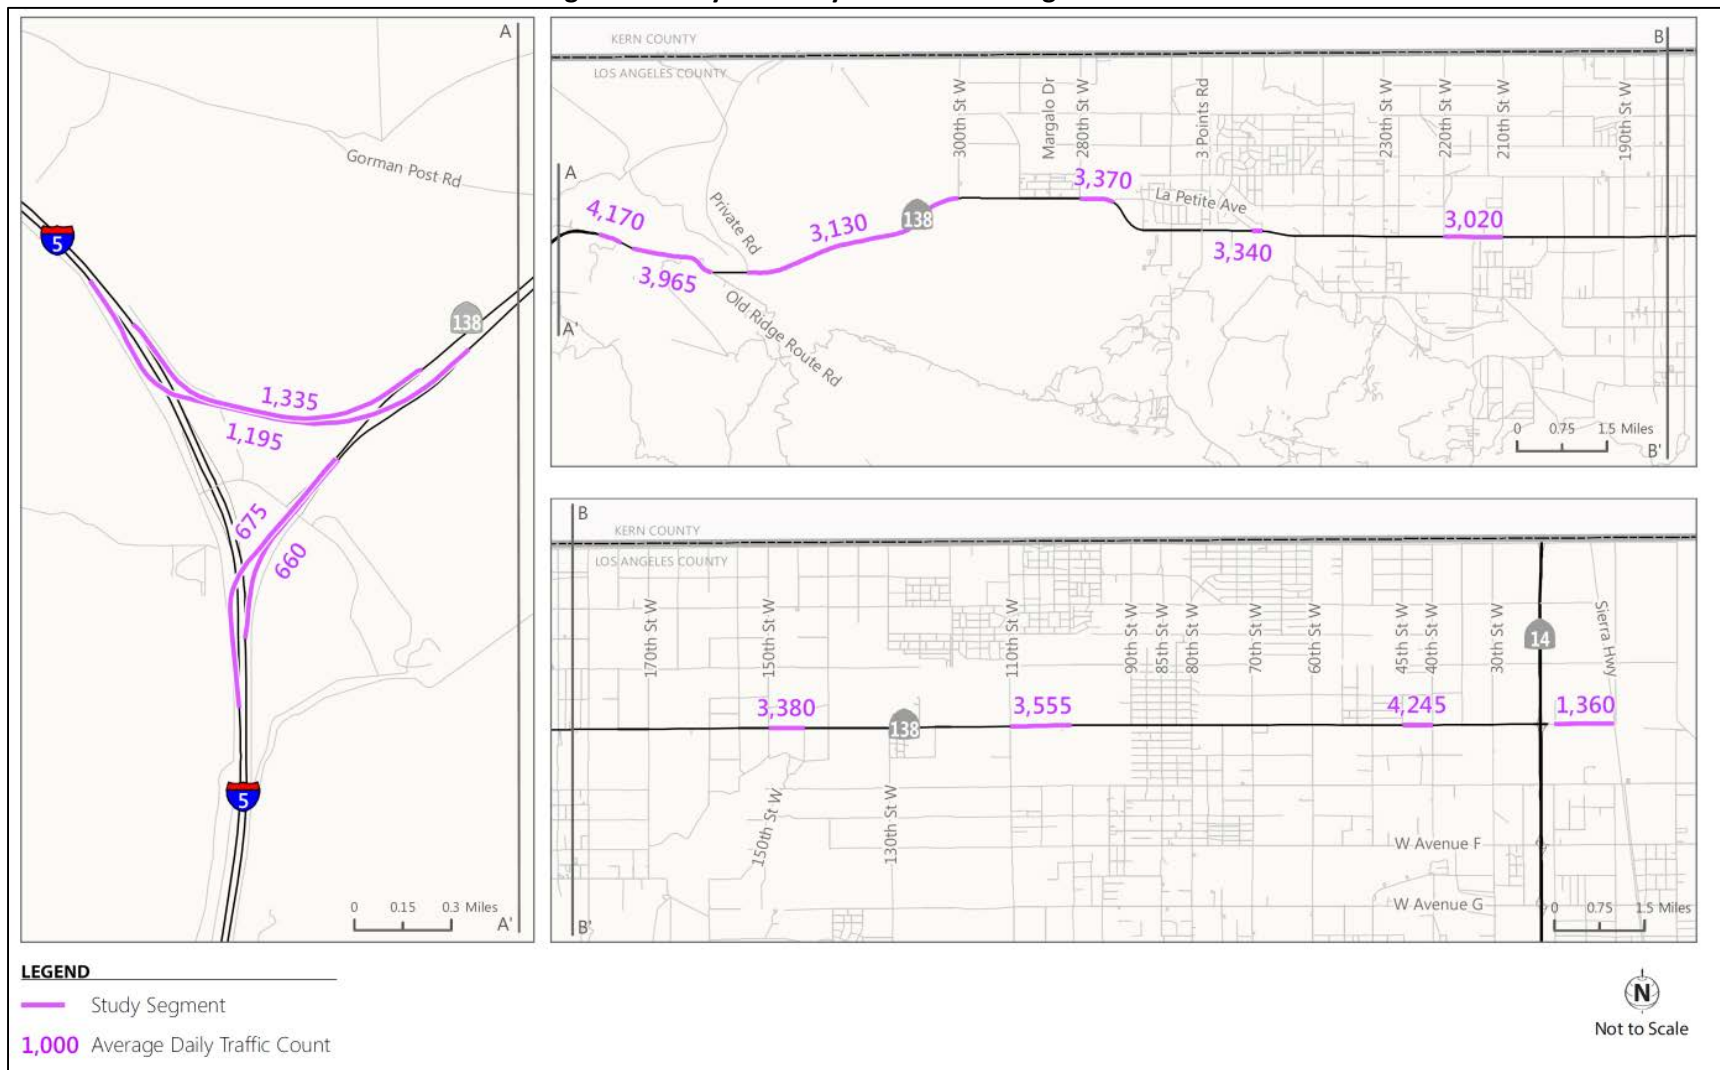 A
Gorman Post Rd
5
138
1,335
1,195
675
660
5
0 0.15 0.3 Miles
A'
KERN COUNTY
LOS ANGELES COUNTY
B
300th St W
Margalo Dr
280th St W
3 Points Rd
230th St W
220th St W
210th St W
190th St W
A
4,170
Private Rd
3,130
138
3,370
La Petite Ave
3,020
3,965
3,340
Old Ridge Route Rd
A'
0 0.75 1.5 Miles
B'
B
KERN COUNTY
LOS ANGELES COUNTY
170th St W
150th St W
110th St W
90th St W
85th St W
80th St W
70th St W
60th St W
45th St W
40th St W
30th St W
14
Sierra Hwy
3,380
138
3,555
4,245
1,360
150th St W
130th St W
W Avenue F
W Avenue G
0 0.75 1.5 Miles
B'
LEGEND
Study Segment
1,000 Average Daily Traffic Count
N
Not to Scale